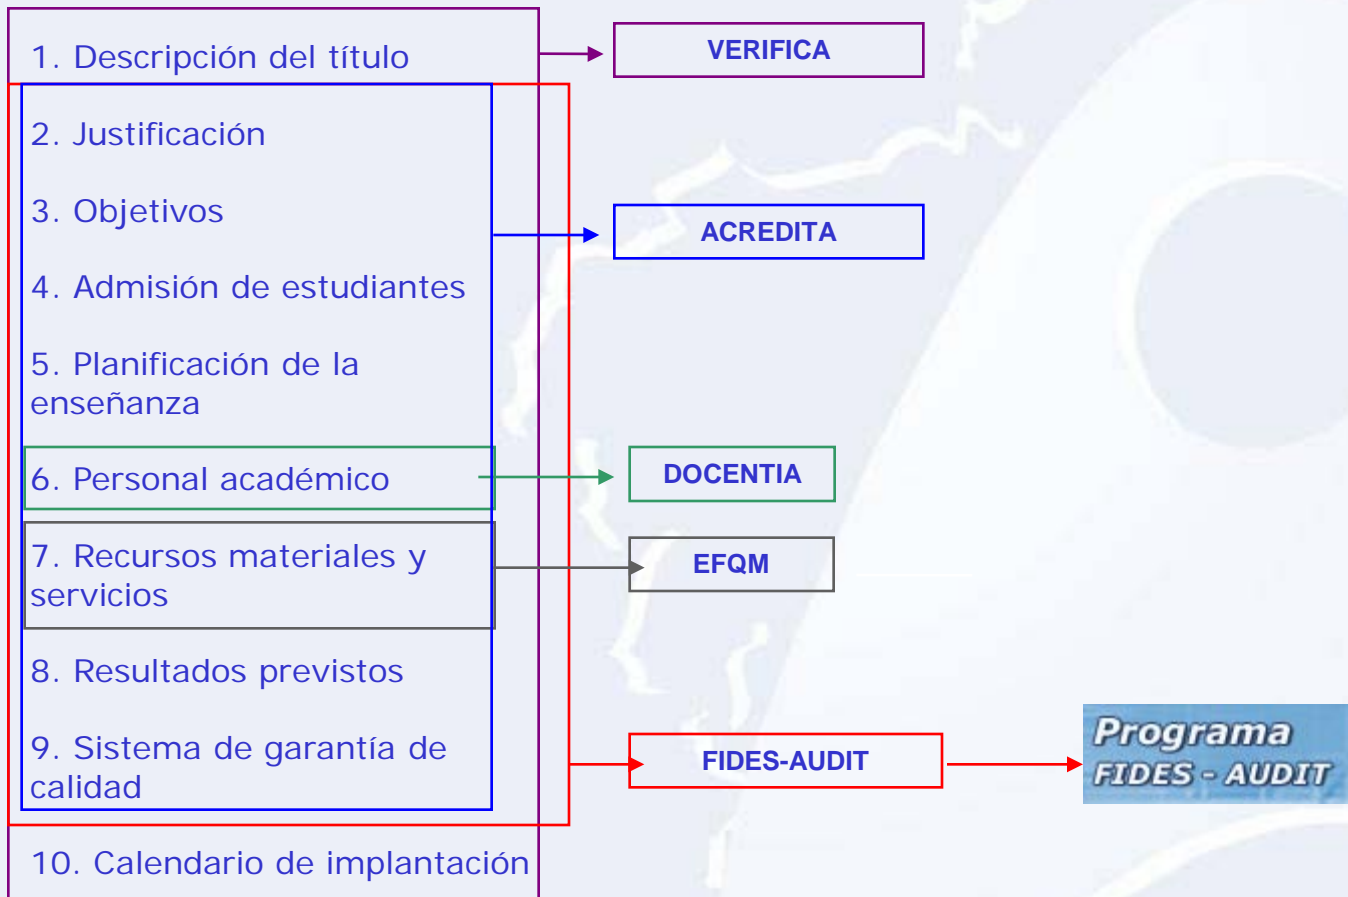 1. Descripción del título
VERIFICA
2. Justificación
3. Objetivos
ACREDITA
4. Admisión de estudiantes
5. Planificación de la
enseñanza
6. Personal académico
DOCENTIA
7. Recursos materiales y
servicios
EFQM
8. Resultados previstos
9. Sistema de garantía de
calidad
FIDES-AUDIT
Programa
FIDES - AUDIT
10. Calendario de implantación